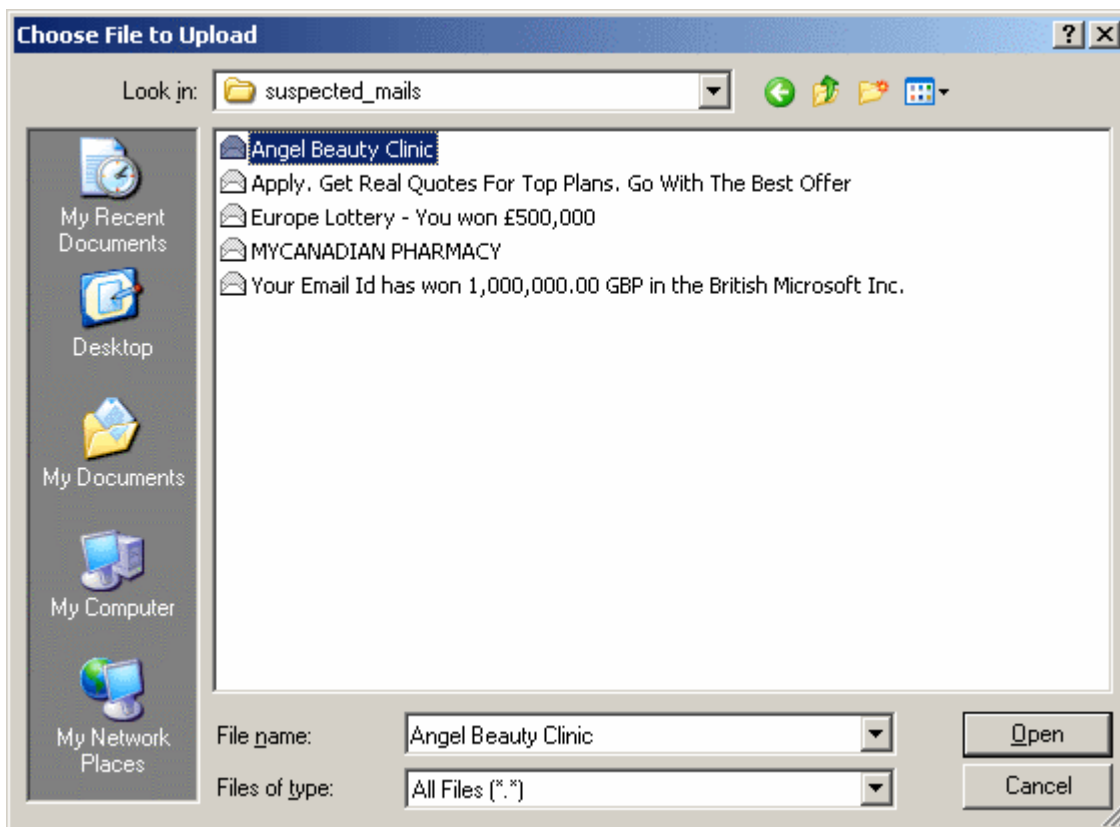 Choose File to Upload
Look in: suspected_mails
My Recent
Documents
Desktop
My Documents
My Computer
My Network
Places
Angel Beauty Clinic
Apply. Get Real Quotes For Top Plans. Go With The Best Offer
Europe Lottery - You won £500,000
MYCANADIAN PHARMACY
Your Email Id has won 1,000,000.00 GBP in the British Microsoft Inc.
File name: Angel Beauty Clinic Open
Files of type: All Files (*.*) Cancel